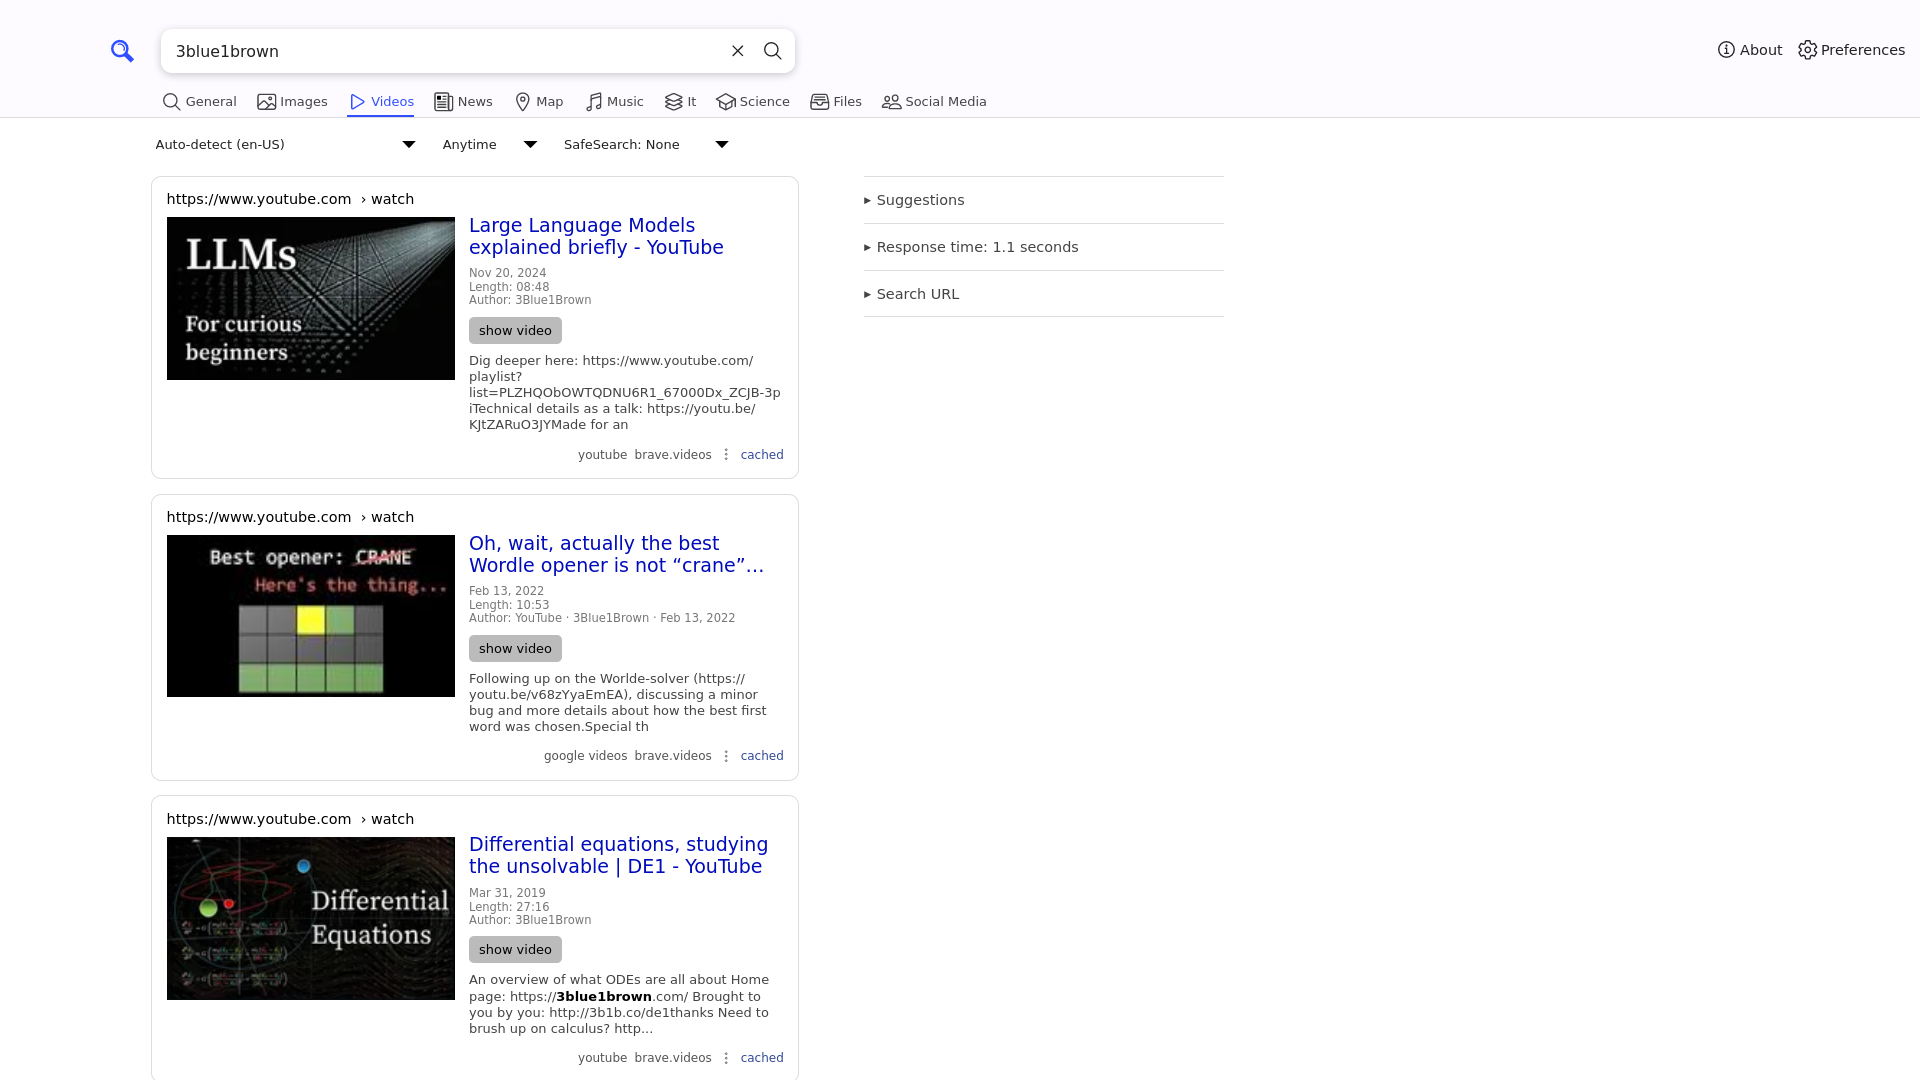 3blue1brown
About
Preferences
General
Images
Videos
News
Map
Music
It
Science
Files
Social Media
Auto-detect (en-US)
Anytime
SafeSearch: None
https://www.youtube.com › watch
LLMs
For curious
beginners
Large Language Models
explained briefly - YouTube
Nov 20, 2024
Length: 08:48
Author: 3Blue1Brown
show video
Dig deeper here: https://www.youtube.com/
playlist?
list=PLZHQObOWTQDNU6R1_67000Dx_ZCJB-3p
iTechnical details as a talk: https://youtu.be/
KJtZARuO3JYMade for an
youtube brave.videos cached
https://www.youtube.com › watch
Best opener: CRANE
Here's the thing...
Oh, wait, actually the best
Wordle opener is not “crane”…
Feb 13, 2022
Length: 10:53
Author: YouTube · 3Blue1Brown · Feb 13, 2022
show video
Following up on the Worlde-solver (https://
youtu.be/v68zYyaEmEA), discussing a minor
bug and more details about how the best first
word was chosen.Special th
google videos brave.videos cached
https://www.youtube.com › watch
Differential
Equations
Differential equations, studying
the unsolvable | DE1 - YouTube
Mar 31, 2019
Length: 27:16
Author: 3Blue1Brown
show video
An overview of what ODEs are all about Home
page: https://3blue1brown.com/ Brought to
you by you: http://3b1b.co/de1thanks Need to
brush up on calculus? http...
youtube brave.videos cached
Suggestions
Response time: 1.1 seconds
Search URL